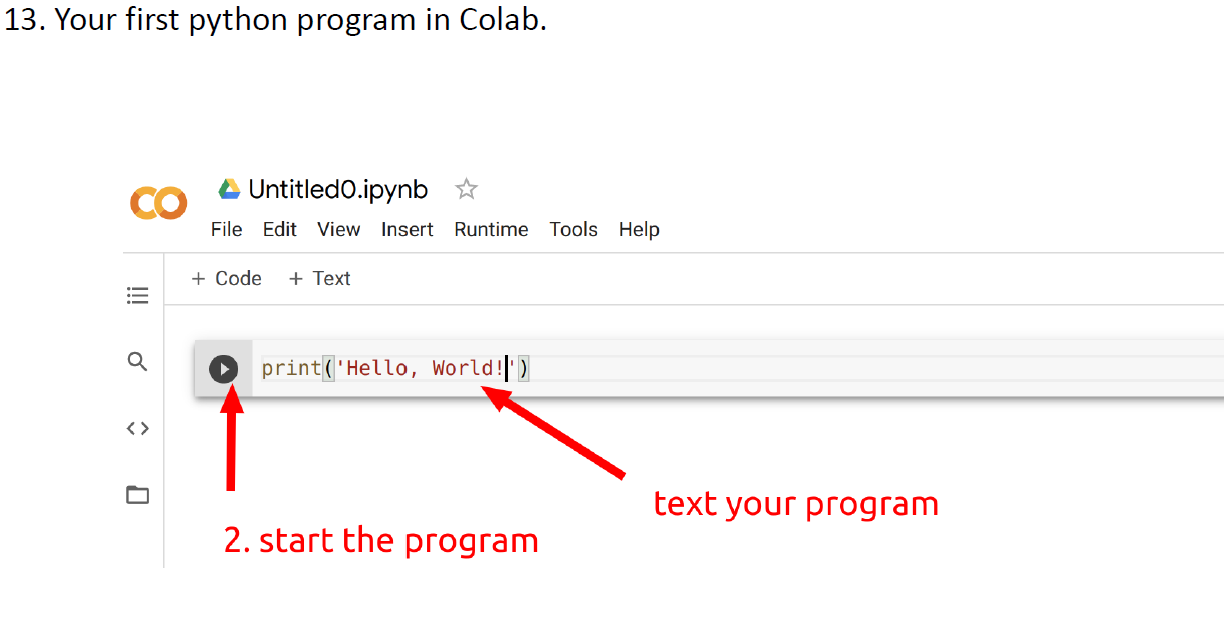 13. Your first python program in Colab.
Untitled0.ipynb
File Edit View Insert Runtime Tools Help
+ Code + Text
print('Hello, World!')
text your program
2. start the program